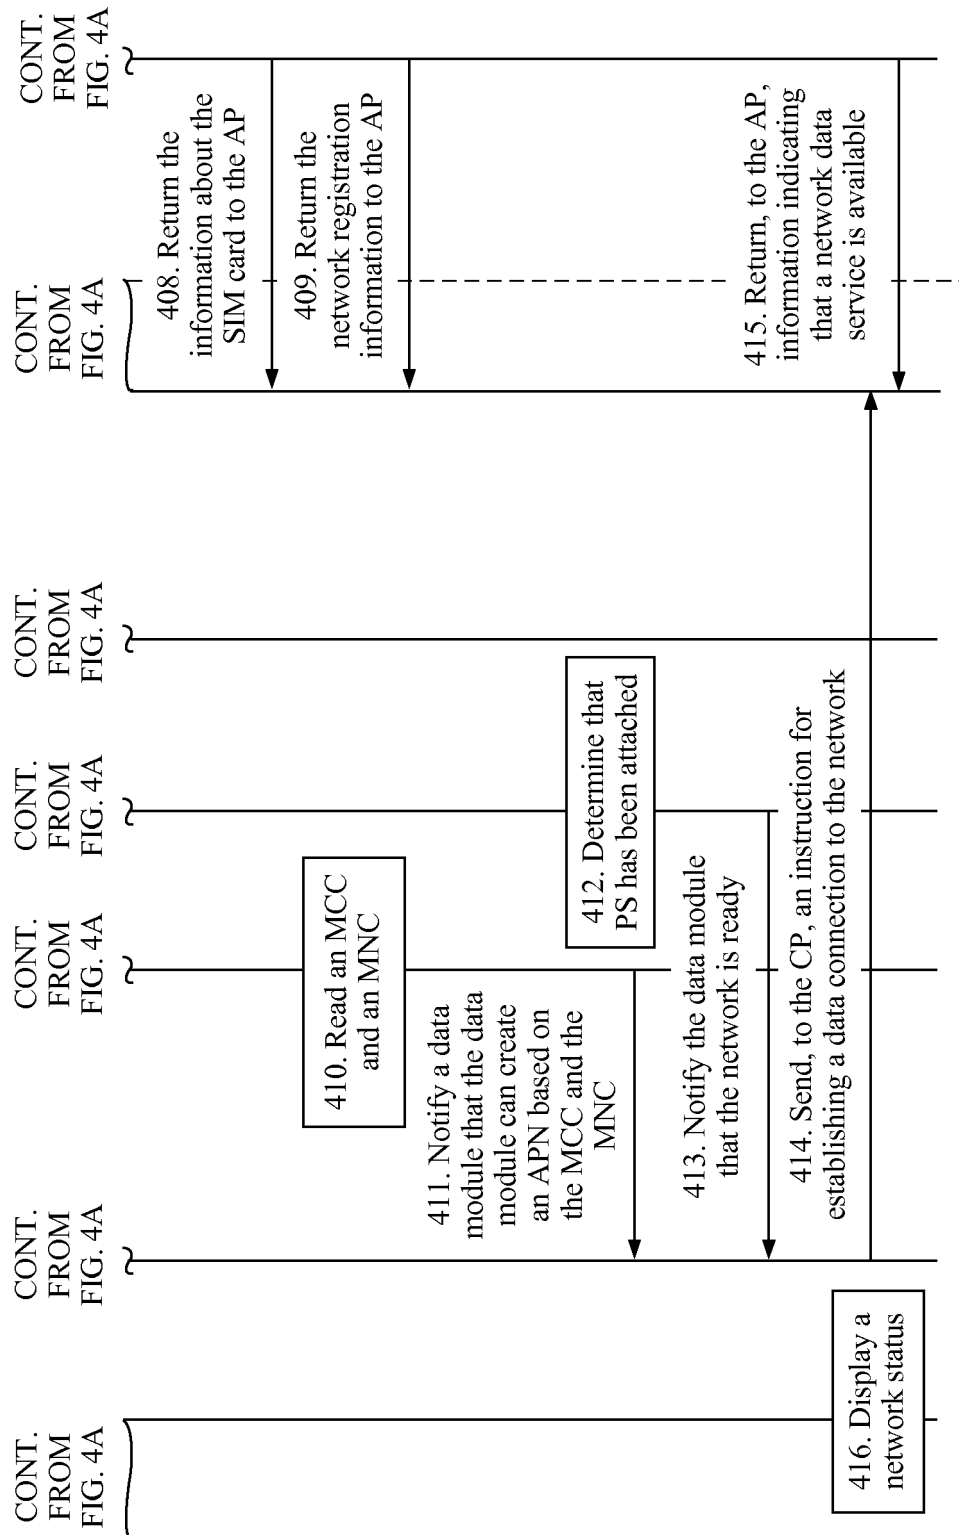 CONT.
FROM
FIG. 4A
CONT.
FROM
FIG. 4A
CONT.
FROM
FIG. 4A
CONT.
FROM
FIG. 4A
CONT.
FROM
FIG. 4A
CONT.
FROM
FIG. 4A
CONT.
FROM
FIG. 4A
408. Return the
information about the
SIM card to the AP
409. Return the
network registration
information to the AP
410. Read an MCC
and an MNC
411. Notify a data
module that the data
module can create
an APN based on
the MCC and the
MNC
412. Determine that
PS has been attached
413. Notify the data module
that the network is ready
414. Send, to the CP, an instruction for
establishing a data connection to the network
415. Return, to the AP,
information indicating
that a network data
service is available
416. Display a
network status